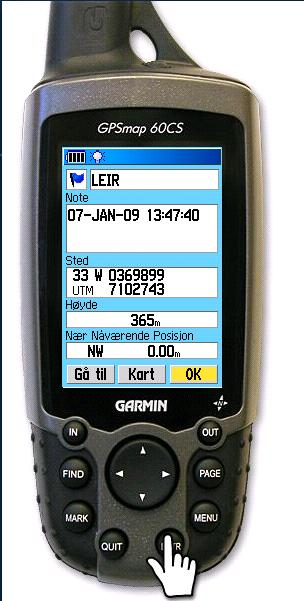 GPSmap 60CS
LEIR
Note
07-JAN-09 13:47:40
Sted
33 W 0369899
UTM 7102743
Høyde
365m
Nær Nåværende Posisjon
NW 0.00m
Gå til Kart OK
GARMIN
N
IN OUT
FIND PAGE
MARK MENU
QUIT